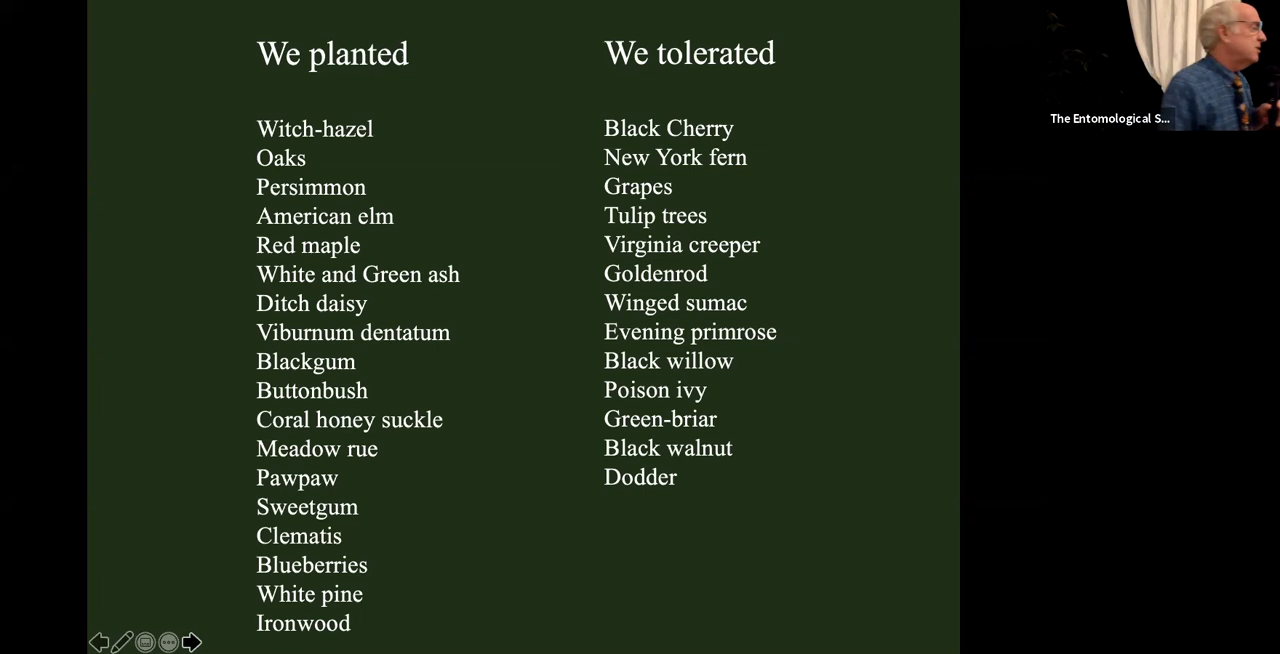 We planted
Witch-hazel
Oaks
Persimmon
American elm
Red maple
White and Green ash
Ditch daisy
Viburnum dentatum
Blackgum
Buttonbush
Coral honey suckle
Meadow rue
Pawpaw
Sweetgum
Clematis
Blueberries
White pine
Ironwood
We tolerated
Black Cherry
New York fern
Grapes
Tulip trees
Virginia creeper
Goldenrod
Winged sumac
Evening primrose
Black willow
Poison ivy
Green-briar
Black walnut
Dodder
The Entomological S...